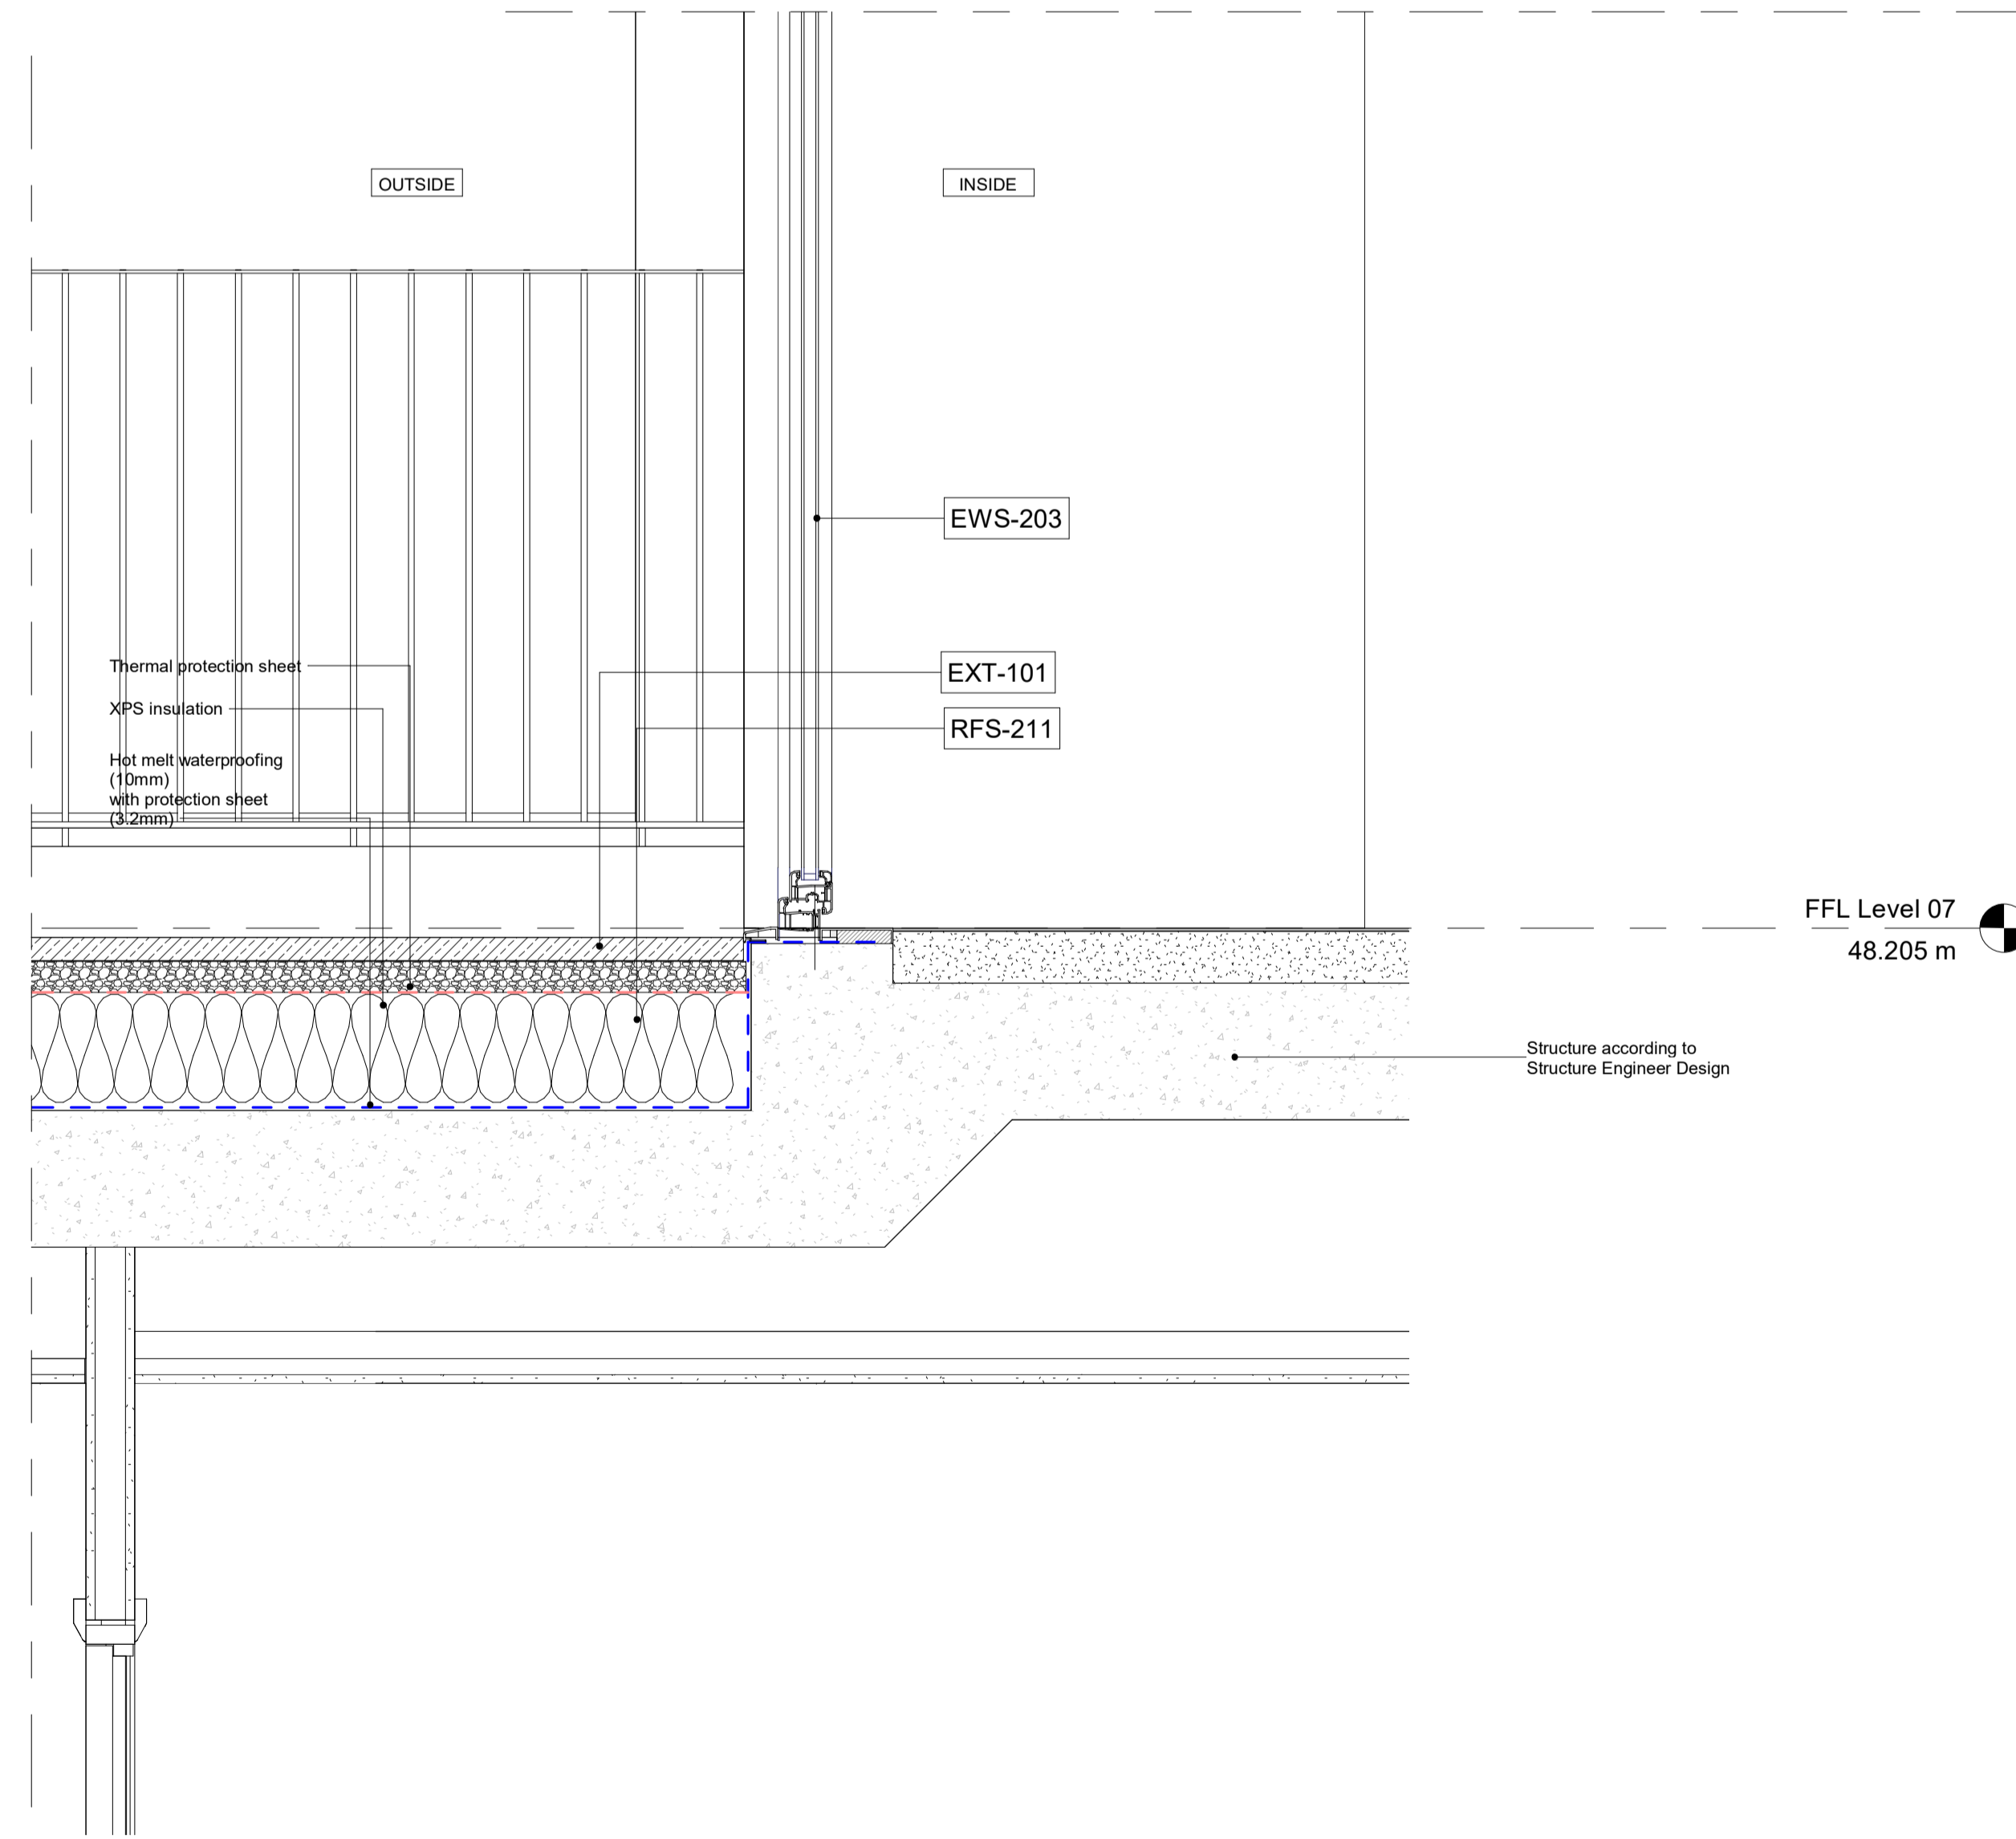 OUTSIDE
INSIDE
EWS-203
Thermal protection sheet
EXT-101
XPS insulation
RFS-211
Hot melt waterproofing
(10mm)
with protection sheet
(3.2mm)
FFL Level 07
48.205 m
Structure according to
Structure Engineer Design